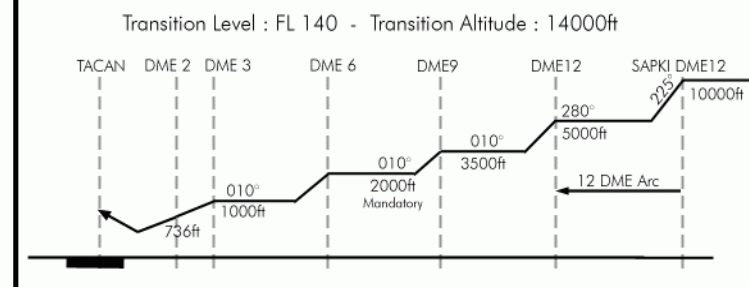 Transition Level : FL 140 - Transition Altitude : 14000ft
TACAN DME 2 DME 3 DME 6 DME9 DME12 SAPKI DME12
225°
10000ft
280°
5000ft
12 DME Arc
010°
3500ft
010°
2000ft
Mandatory
010°
1000ft
736ft